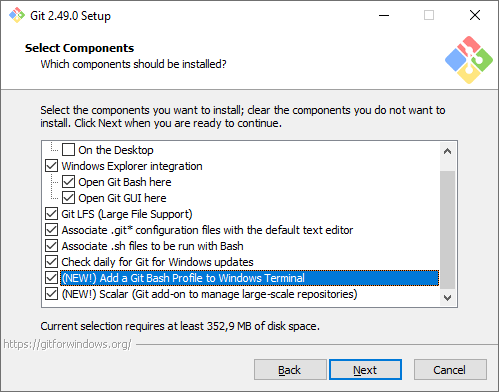 Git 2.49.0 Setup
Select Components
Which components should be installed?
Select the components you want to install; clear the components you do not want to
install. Click Next when you are ready to continue.
On the Desktop
Windows Explorer integration
Open Git Bash here
Open Git GUI here
Git LFS (Large File Support)
Associate .git* configuration files with the default text editor
Associate .sh files to be run with Bash
Check daily for Git for Windows updates
(NEW!) Add a Git Bash Profile to Windows Terminal
(NEW!) Scalar (Git add-on to manage large-scale repositories)
Current selection requires at least 352,9 MB of disk space.
https://gitforwindows.org/
Back Next Cancel